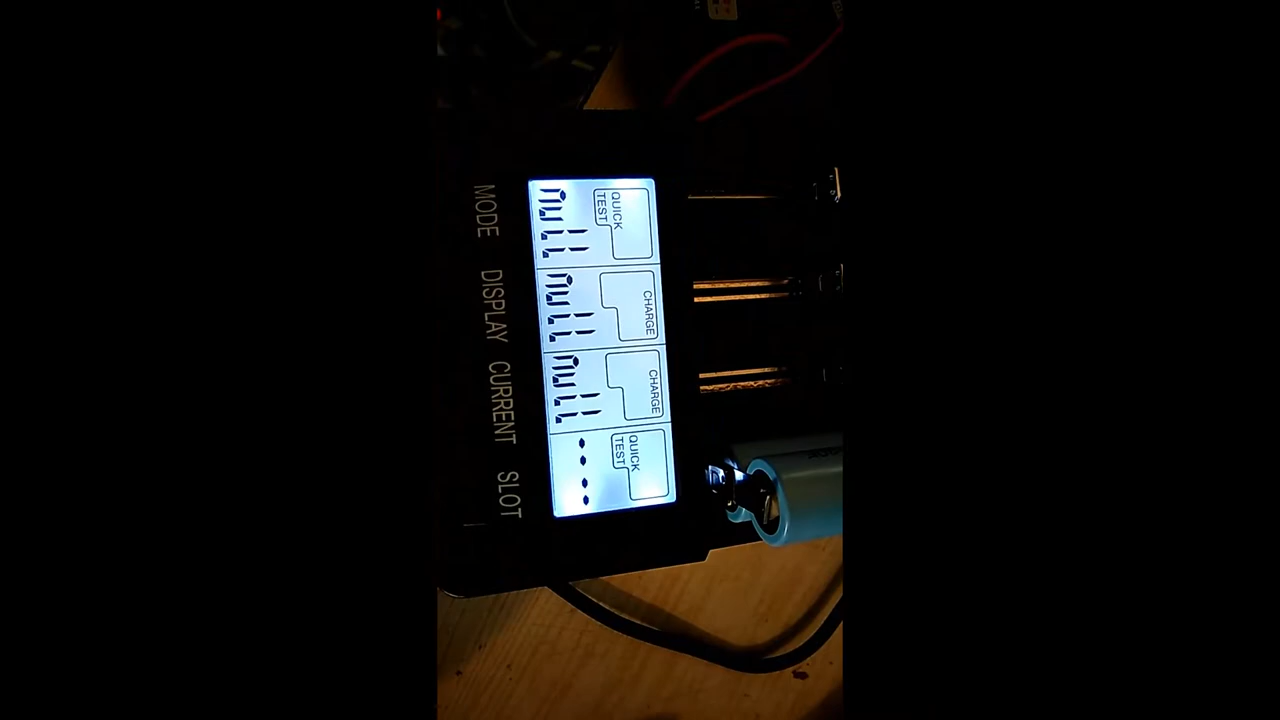 QUICK TEST
CHARGE
CHARGE
QUICK TEST
null
null
null
----
MODE DISPLAY CURRENT SLOT